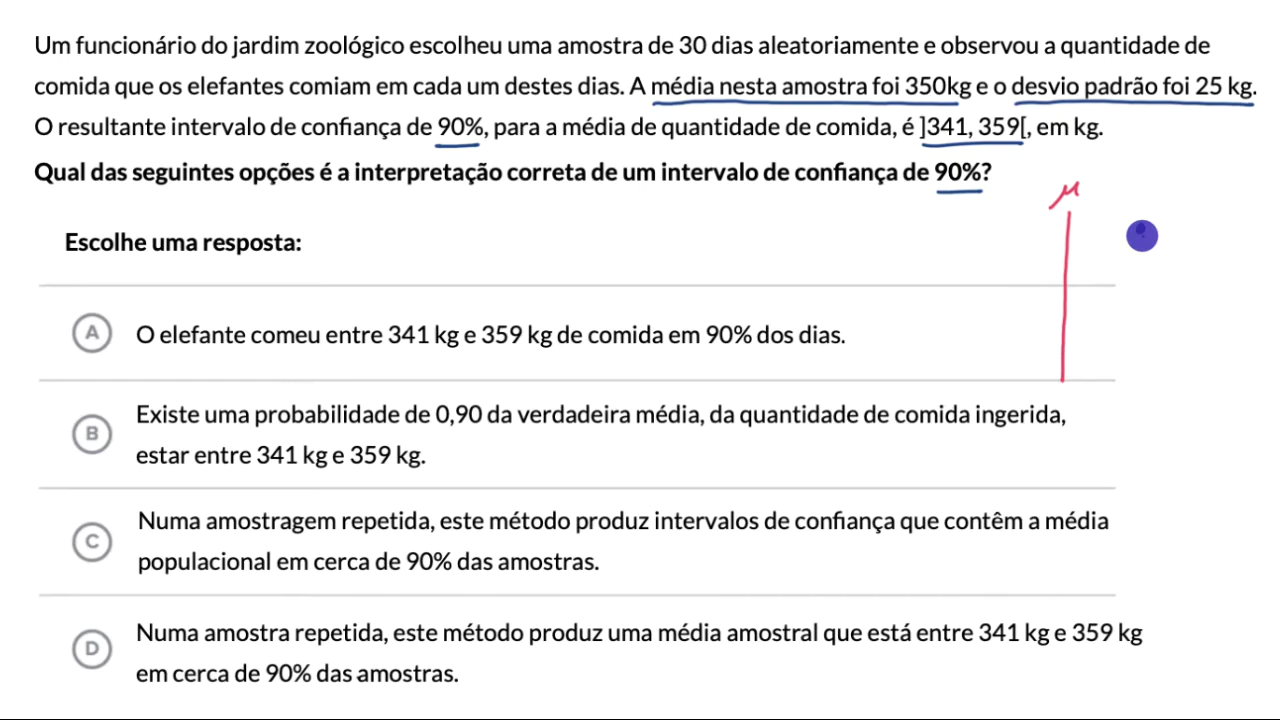 Um funcionário do jardim zoológico escolheu uma amostra de 30 dias aleatoriamente e observou a quantidade de
comida que os elefantes comiam em cada um destes dias. A média nesta amostra foi 350kg e o desvio padrão foi 25 kg.
O resultante intervalo de confiança de 90%, para a média de quantidade de comida, é ]341, 359[, em kg.
Qual das seguintes opções é a interpretação correta de um intervalo de confiança de 90%?
μ
Escolhe uma resposta:
A O elefante comeu entre 341 kg e 359 kg de comida em 90% dos dias.
B Existe uma probabilidade de 0,90 da verdadeira média, da quantidade de comida ingerida,
estar entre 341 kg e 359 kg.
C Numa amostragem repetida, este método produz intervalos de confiança que contêm a média
populacional em cerca de 90% das amostras.
D Numa amostra repetida, este método produz uma média amostral que está entre 341 kg e 359 kg
em cerca de 90% das amostras.